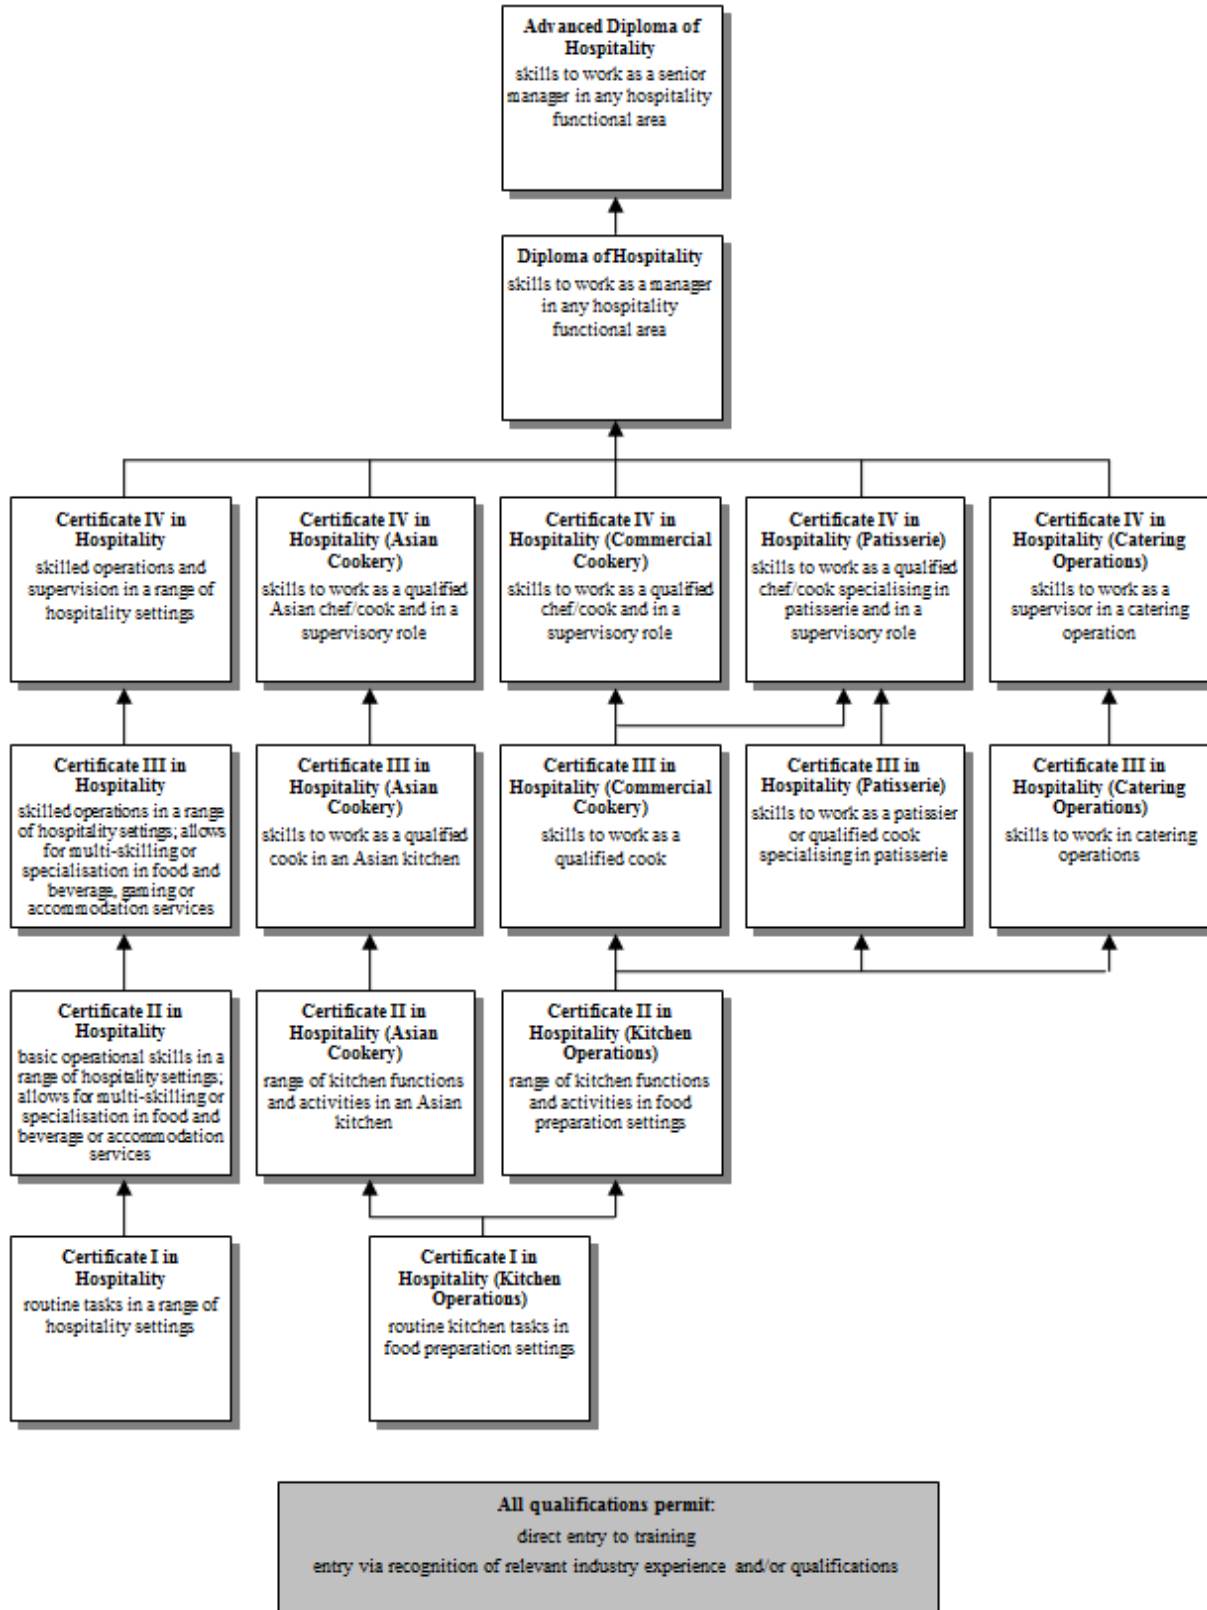 Advanced Diploma of
Hospitality
skills to work as a senior
manager in any hospitality
functional area
Diploma of Hospitality
skills to work as a manager
in any hospitality
functional area
Certificate IV in
Hospitality
skilled operations and
supervision in a range of
hospitality settings
Certificate IV in
Hospitality (Asian
Cookery)
skills to work as a qualified
Asian chef/cook and in a
supervisory role
Certificate IV in
Hospitality (Commercial
Cookery)
skills to work as a qualified
chef/cook and in a
supervisory role
Certificate IV in
Hospitality (Patisserie)
skills to work as a qualified
chef/cook specialising in
patisserie and in a
supervisory role
Certificate IV in
Hospitality (Catering
Operations)
skills to work as a
supervisor in a catering
operation
Certificate III in
Hospitality
skilled operations in a range
of hospitality settings; allows
for multi-skilling or
specialisation in food and
beverage, gaming or
accommodation services
Certificate III in
Hospitality (Asian
Cookery)
skills to work as a qualified
cook in an Asian kitchen
Certificate III in
Hospitality (Commercial
Cookery)
skills to work as a
qualified cook
Certificate III in
Hospitality (Patisserie)
skills to work as a patissier
or qualified cook
specialising in patisserie
Certificate III in
Hospitality (Catering
Operations)
skills to work in catering
operations
Certificate II in
Hospitality
basic operational skills in a
range of hospitality settings;
allows for multi-skilling or
specialisation in food and
beverage or accommodation
services
Certificate II in
Hospitality (Asian
Cookery)
range of kitchen functions
and activities in an Asian
kitchen
Certificate II in
Hospitality (Kitchen
Operations)
range of kitchen functions
and activities in food
preparation settings
Certificate I in
Hospitality
routine tasks in a range of
hospitality settings
Certificate I in
Hospitality (Kitchen
Operations)
routine kitchen tasks in
food preparation settings
All qualifications permit:
direct entry to training
entry via recognition of relevant industry experience and/or qualifications